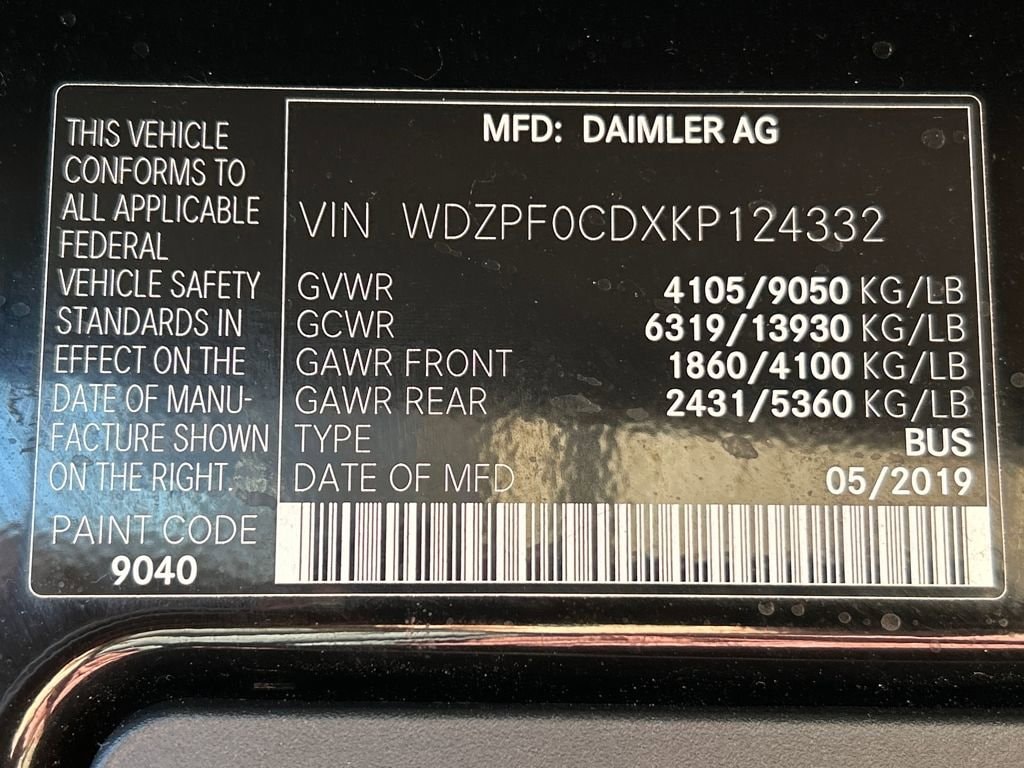 THIS VEHICLE
CONFORMS TO
ALL APPLICABLE
FEDERAL
VEHICLE SAFETY
STANDARDS IN
EFFECT ON THE
DATE OF MANU-
FACTURE SHOWN
ON THE RIGHT.
PAINT CODE
9040
MFD: DAIMLER AG
VIN WDZPF0CDXKP124332
GVWR 4105/9050 KG/LB
GCWR 6319/13930 KG/LB
GAWR FRONT 1860/4100 KG/LB
GAWR REAR 2431/5360 KG/LB
TYPE BUS
DATE OF MFD 05/2019